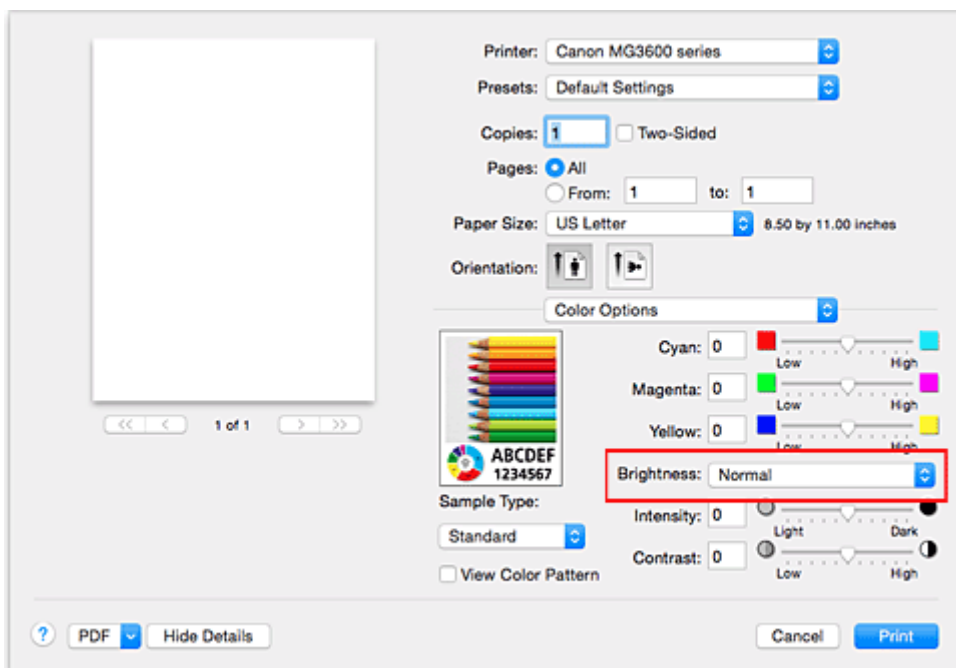 Printer: Canon MG3600 series
Presets: Default Settings
Copies: 1 Two-Sided
Pages: All
From: 1 to: 1
Paper Size: US Letter 8.50 by 11.00 inches
Orientation:
Color Options
Cyan: 0
Low High
Magenta: 0
Low High
Yellow: 0
Low High
<< < 1 of 1 > >>
ABCDEF
1234567
Brightness: Normal
Sample Type:
Intensity: 0
Light Dark
Standard
Contrast: 0
Low High
View Color Pattern
? PDF Hide Details Cancel Print